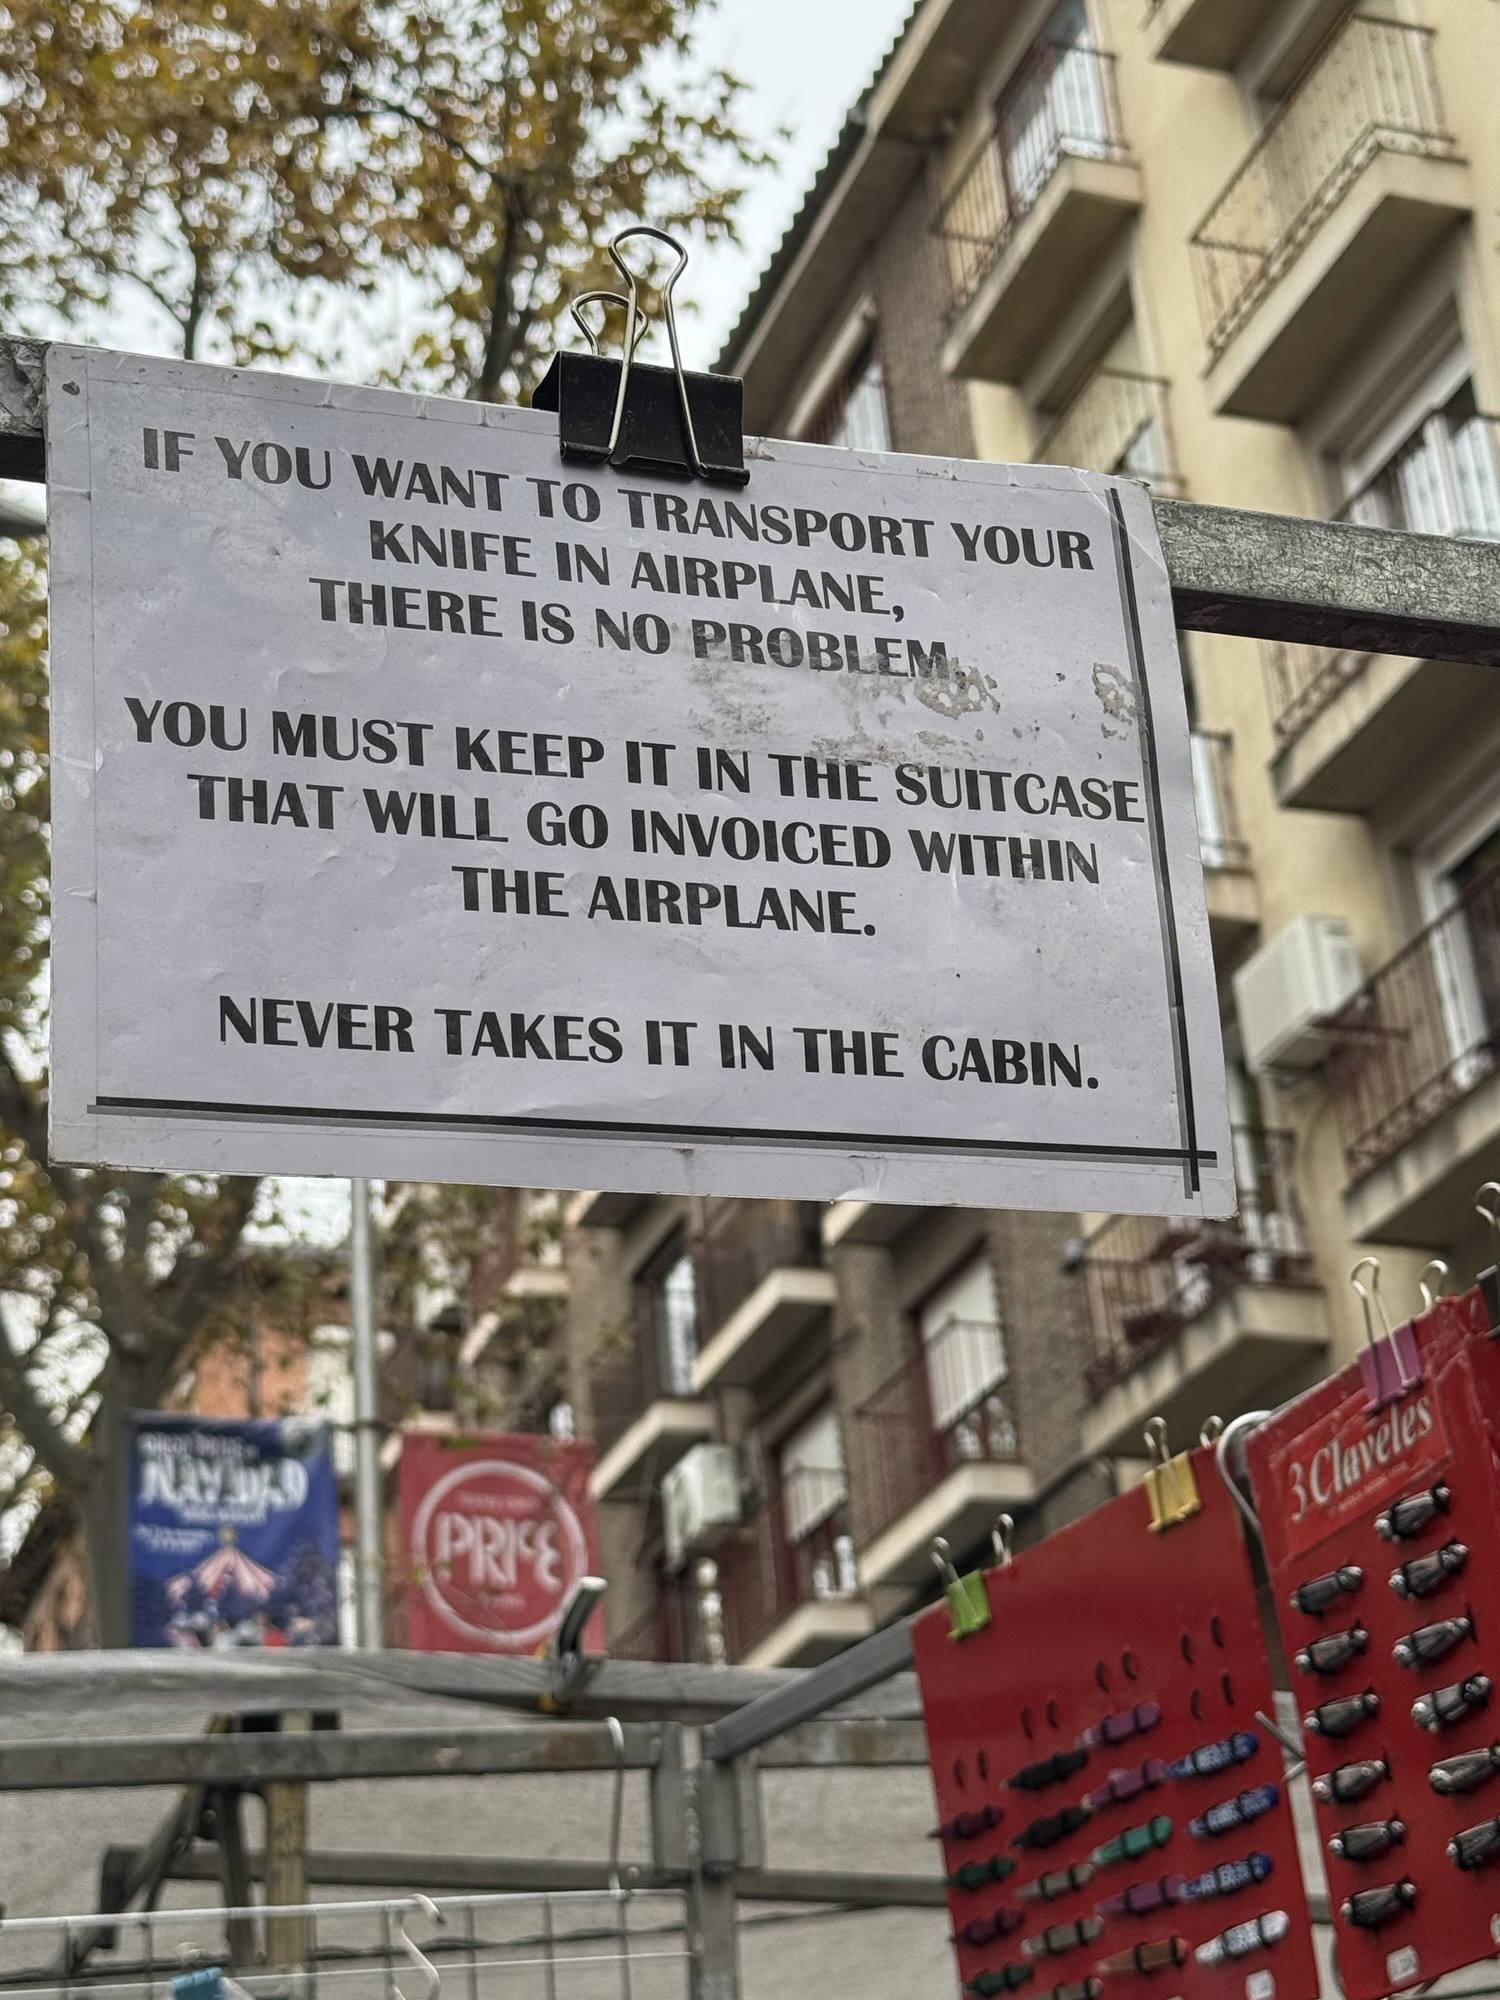 IF YOU WANT TO TRANSPORT YOUR
KNIFE IN AIRPLANE,
THERE IS NO PROBLEM.
YOU MUST KEEP IT IN THE SUITCASE
THAT WILL GO INVOICED WITHIN
THE AIRPLANE.
NEVER TAKES IT IN THE CABIN.
NAVIDAD
3 Claveles